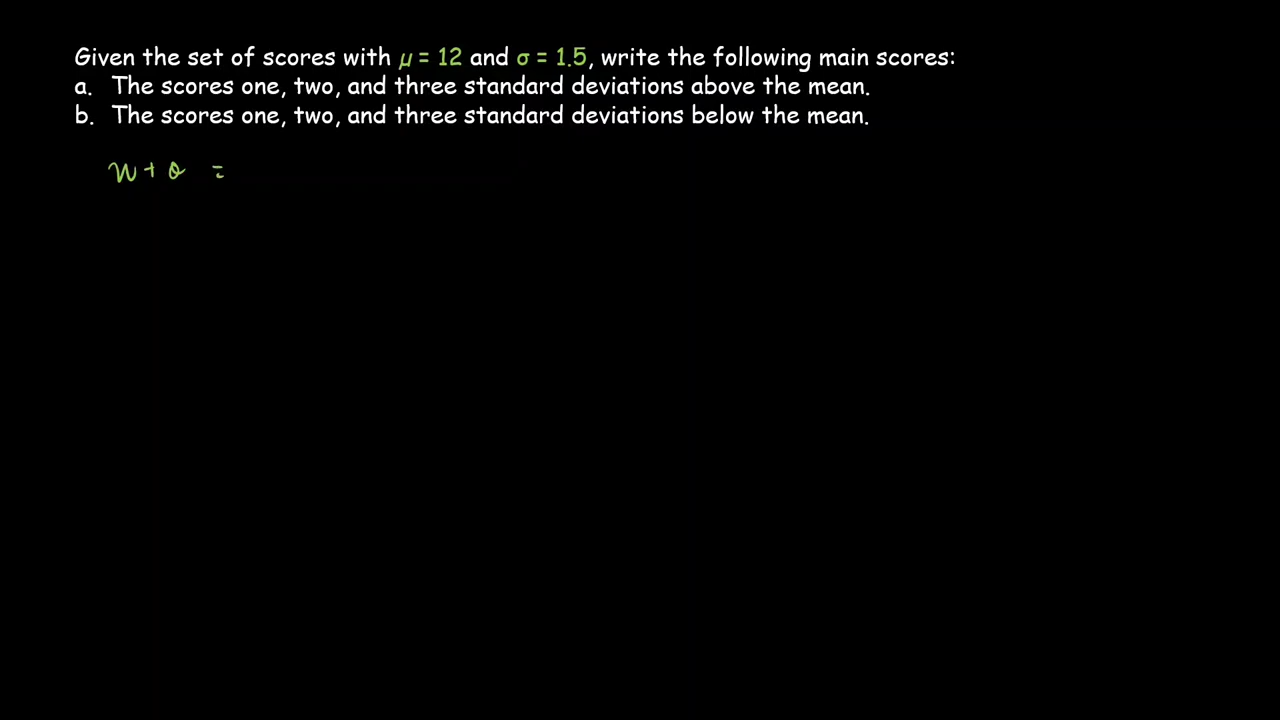 Given the set of scores with μ = 12 and σ = 1.5, write the following main scores:
a. The scores one, two, and three standard deviations above the mean.
b. The scores one, two, and three standard deviations below the mean.
μ + σ =